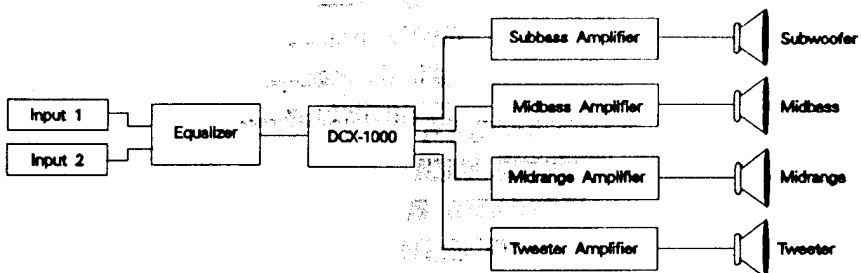 Input 1
Input 2
Equalizer
DCX-1000
Subbass Amplifier
Subwoofer
Midbass Amplifier
Midbass
Midrange Amplifier
Midrange
Tweeter Amplifier
Tweeter